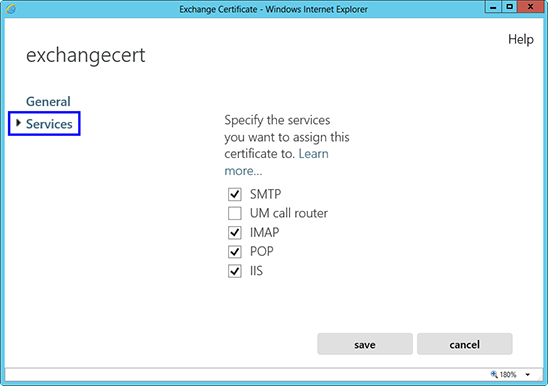 Exchange Certificate - Windows Internet Explorer
Help
exchangecert
General
Services
Specify the services
you want to assign this
certificate to. Learn
more...
SMTP
UM call router
IMAP
POP
IIS
save
cancel
180%